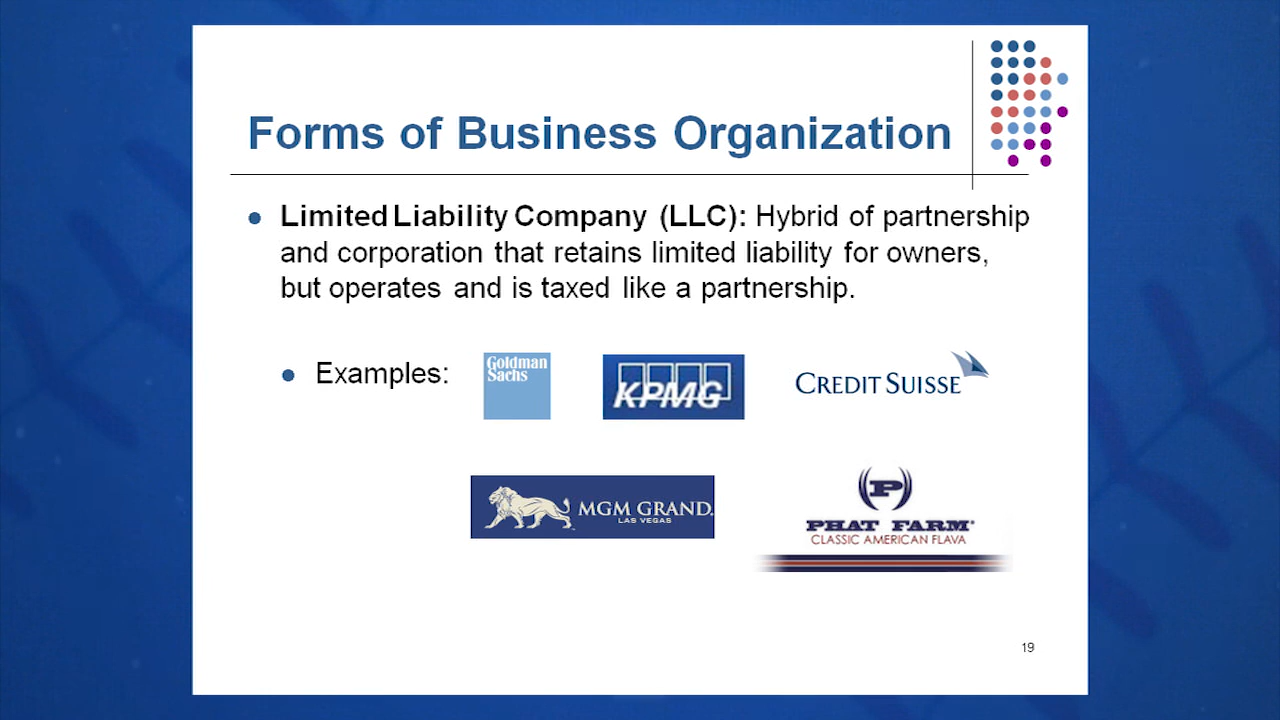 Forms of Business Organization
Limited Liability Company (LLC): Hybrid of partnership
and corporation that retains limited liability for owners,
but operates and is taxed like a partnership.
Examples:
Goldman
Sachs
KPMG
CREDIT SUISSE
MGM GRAND.
LAS VEGAS
P
PHAT FARM
CLASSIC AMERICAN FLAVA
19